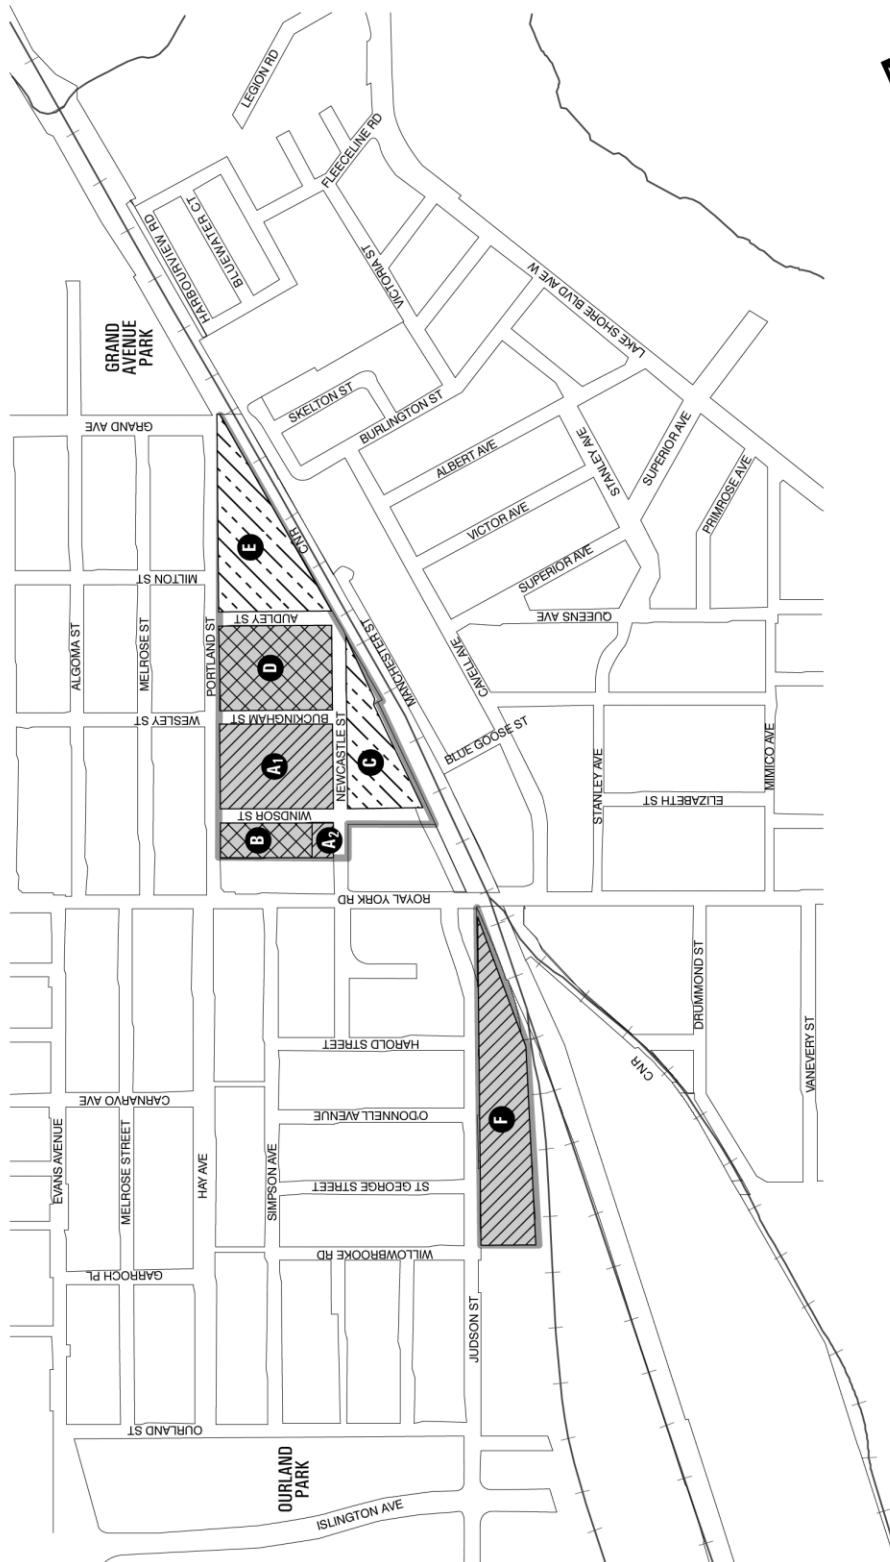 LEGION RD
FLEECELINE RD
HARBOURVIEW RD
BLUEWATER CT
VICTORIA ST
LAKE SHORE BLVD AVE W
GRAND
AVENUE
PARK
GRAND AVE
SKELTON ST
BURLINGTON ST
ALBERT AVE
STANLEY AVE
SUPERIOR AVE
PRIMROSE AVE
VICTOR AVE
SUPERIOR AVE
QUEENS AVE
CNR
E
MILTON ST
AUDLEY ST
ALGOMA ST
MELROSE ST
PORTLAND ST
D
MANCHESTER ST
CAVELL AVE
WESLEY ST
BUCKINGHAM ST
NEWCASTLE ST
BLUE GOOSE ST
A1
C
STANLEY AVE
MIMICO AVE
ELIZABETH ST
WINDSOR ST
B
A2
ROYAL YORK RD
DRUMMOND ST
HAROLD STREET
CNR
VANEVERY ST
CARNARVO AVE
O'DONNELL AVENUE
F
EVANS AVENUE
MELROSE STREET
HAY AVE
SIMPSON AVE
ST GEORGE STREET
WILLOWBROOKE RD
GARROCH PL
JUDSON ST
OURLAND ST
OURLAND
PARK
ISLINGTON AVE